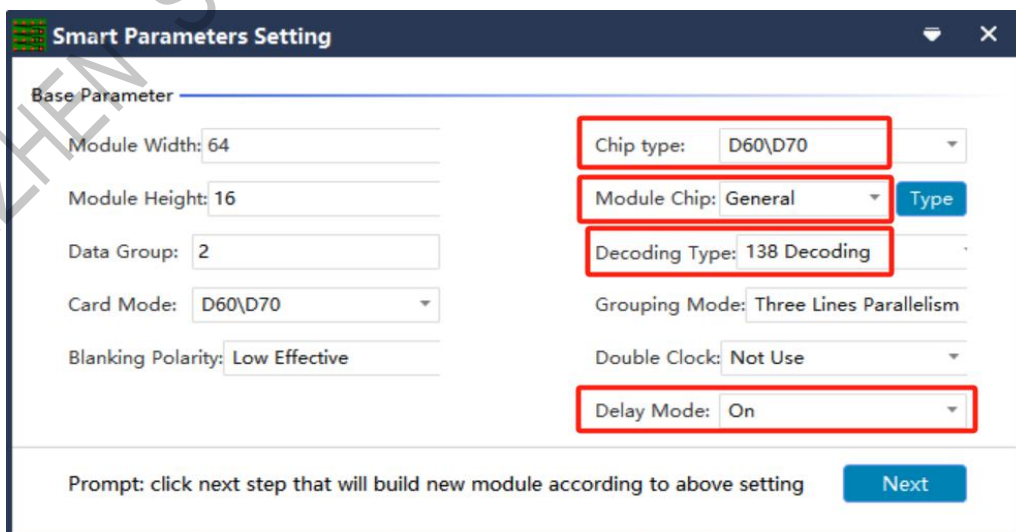 Smart Parameters Setting
Base Parameter
Module Width: 64
Chip type: D60\D70
Module Height: 16
Module Chip: General
Type
Data Group: 2
Decoding Type: 138 Decoding
Card Mode: D60\D70
Grouping Mode: Three Lines Parallelism
Blanking Polarity: Low Effective
Double Clock: Not Use
Delay Mode: On
Prompt: click next step that will build new module according to above setting
Next